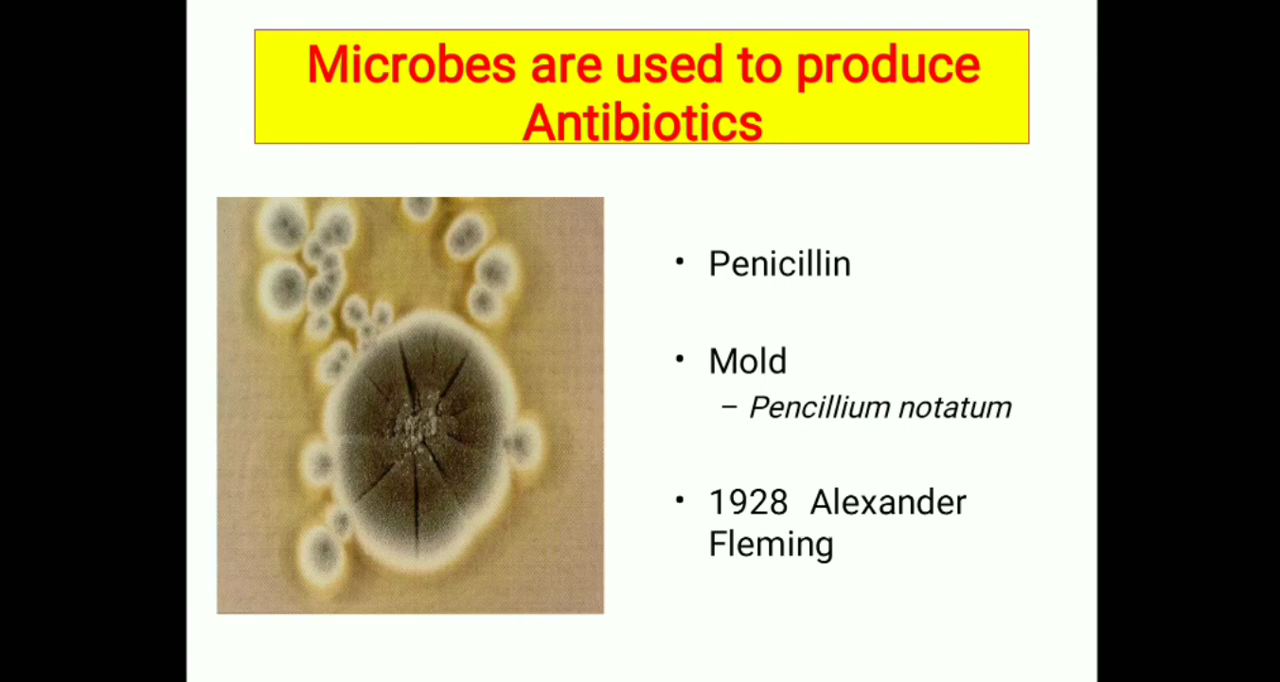 Microbes are used to produce
Antibiotics
• Penicillin
• Mold
– Pencillium notatum
• 1928 Alexander
Fleming